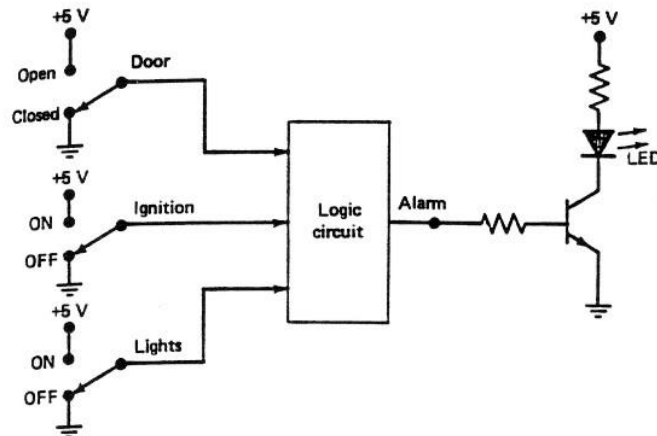 +5 V
Open
Door
Closed
+5 V
ON
Ignition
OFF
+5 V
ON
Lights
OFF
Logic
circuit
Alarm
+5 V
LED